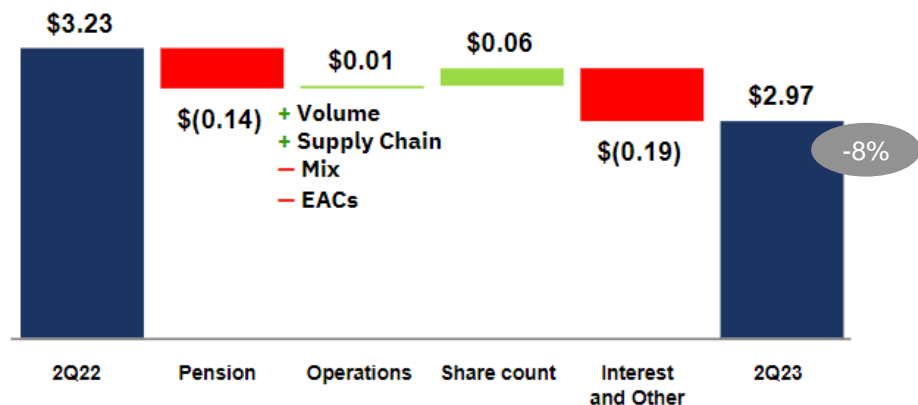 $3.23
$(0.14)
$0.01
+ Volume
+ Supply Chain
— Mix
— EACs
$0.06
$(0.19)
$2.97
-8%
2Q22
Pension
Operations
Share count
Interest
and Other
2Q23